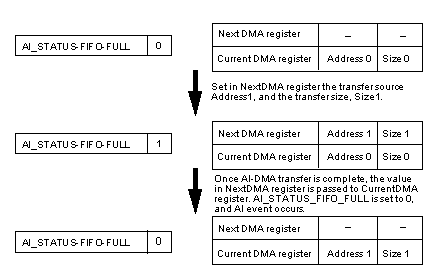 Next DMA register – –
AI_STATUS-FIFO-FULL 0
Current DMA register Address 0 Size 0
Set in NextDMA register the transfer source
Address1, and the transfer size, Size1.
Next DMA register Address 1 Size 1
AI_STATUS-FIFO-FULL 1
Current DMA register Address 0 Size 0
Once AI-DMA transfer is complete, the value
in NextDMA register is passed to CurrentDMA
register. AI_STATUS_FIFO_FULL is set to 0,
and AI event occurs.
Next DMA register – –
AI_STATUS-FIFO-FULL 0
Current DMA register Address 1 Size 1